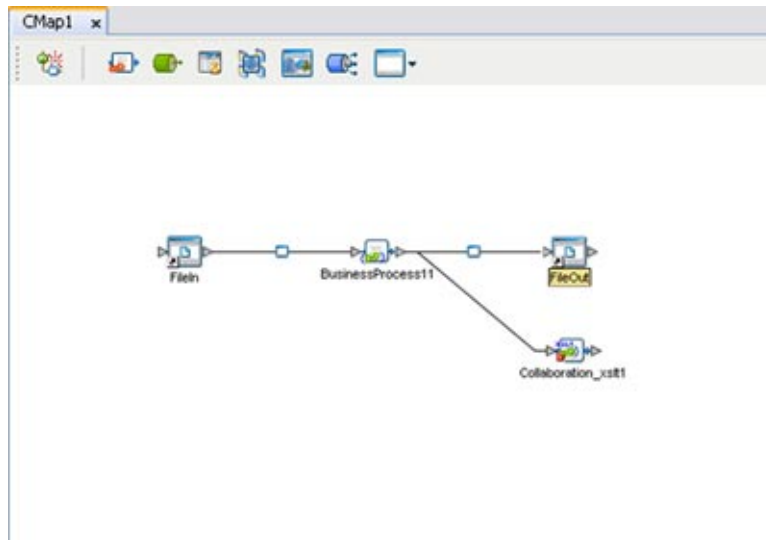 CMap1
FileIn
BusinessProcess11
FileOut
Collaboration_xslt1